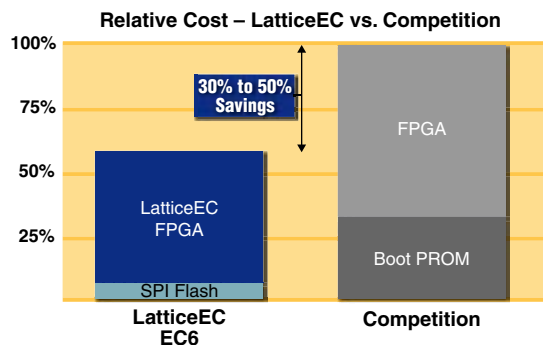 Relative Cost – LatticeEC vs. Competition
100%
75%
50%
25%
30% to 50%
Savings
LatticeEC
FPGA
SPI Flash
FPGA
Boot PROM
LatticeEC
EC6
Competition